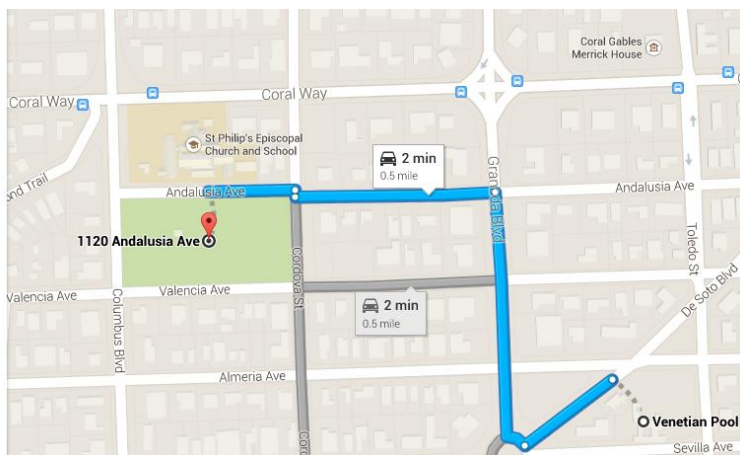 Coral Gables
Merrick House
Coral Way
Coral Way
Coral Way
St Philip's Episcopal
Church and School
2 min
0.5 mile
Andalusia Ave
Andalusia Ave
Granada Blvd
Toledo St
1120 Andalusia Ave
Cordova St
Valencia Ave
Valencia Ave
2 min
0.5 mile
De Soto Blvd
Columbus Blvd
Almeria Ave
Venetian Pool
Sevilla Ave